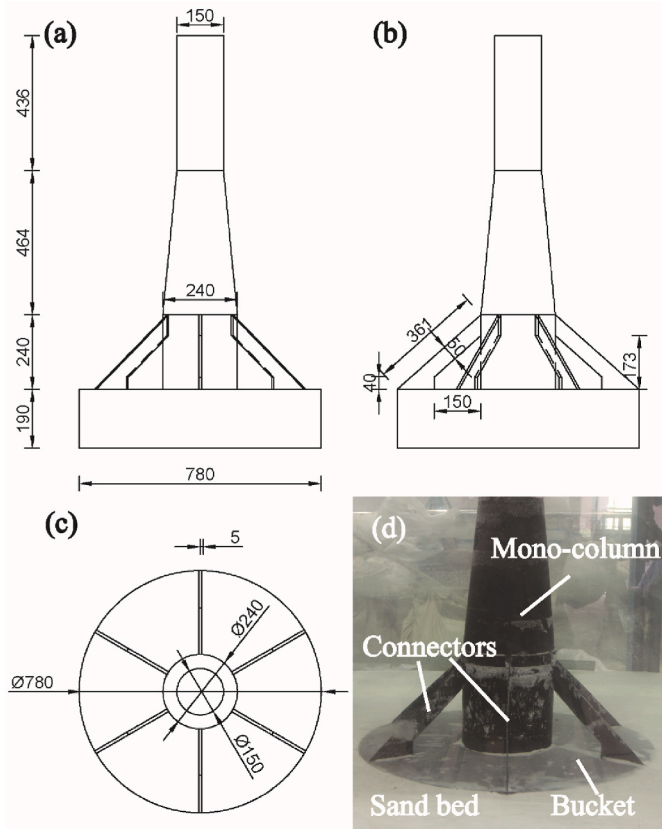 (a)
150
436
464
240
240
190
780
(b)
361
50
40
150
173
(c)
5
Ø240
Ø780
Ø150
(d)
Mono-column
Connectors
Sand bed
Bucket